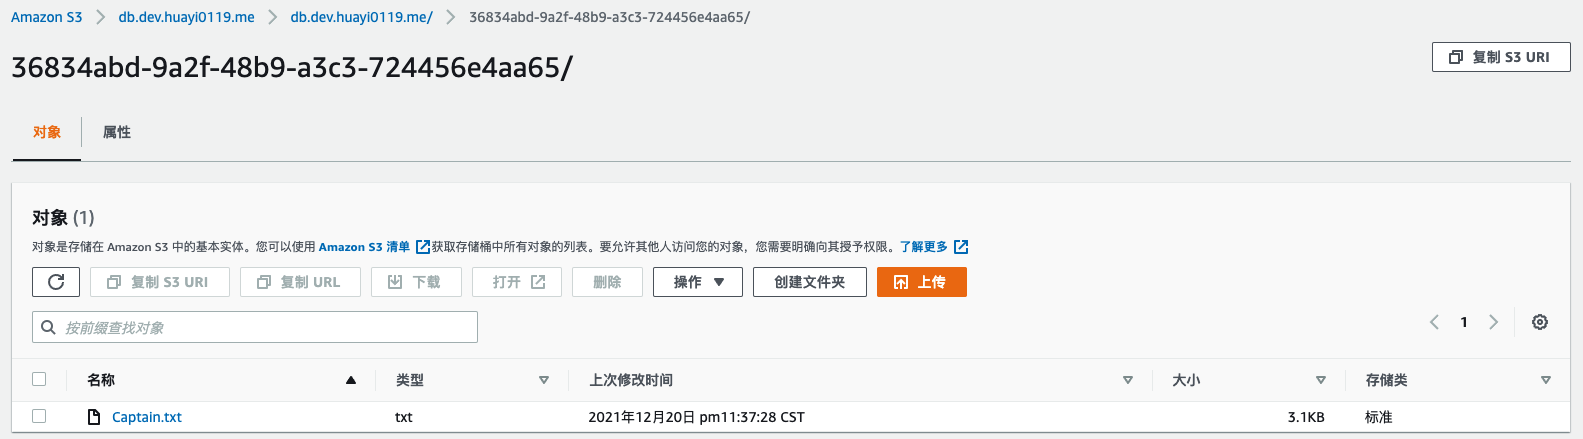 Amazon S3 > db.dev.huayi0119.me > db.dev.huayi0119.me/ > 36834abd-9a2f-48b9-a3c3-724456e4aa65/
36834abd-9a2f-48b9-a3c3-724456e4aa65/
复制 S3 URI
对象 属性
对象 (1)
对象是存储在 Amazon S3 中的基本实体。您可以使用 Amazon S3 清单 获取存储桶中所有对象的列表。要允许其他人访问您的对象，您需要明确向其授予权限。了解更多
复制 S3 URI 复制 URL 下载 打开 删除 操作 创建文件夹 上传
按前缀查找对象
1
名称 类型 上次修改时间 大小 存储类
Captain.txt txt 2021年12月20日 pm11:37:28 CST 3.1KB 标准